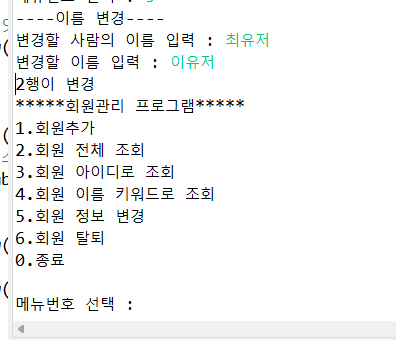 ----이름 변경----
변경할 사람의 이름 입력 : 최유저
변경할 이름 입력 : 이유저
2행이 변경
*****회원관리 프로그램*****
1.회원추가
2.회원 전체 조회
3.회원 아이디로 조회
4.회원 이름 키워드로 조회
5.회원 정보 변경
6.회원 탈퇴
0.종료
메뉴번호 선택 :